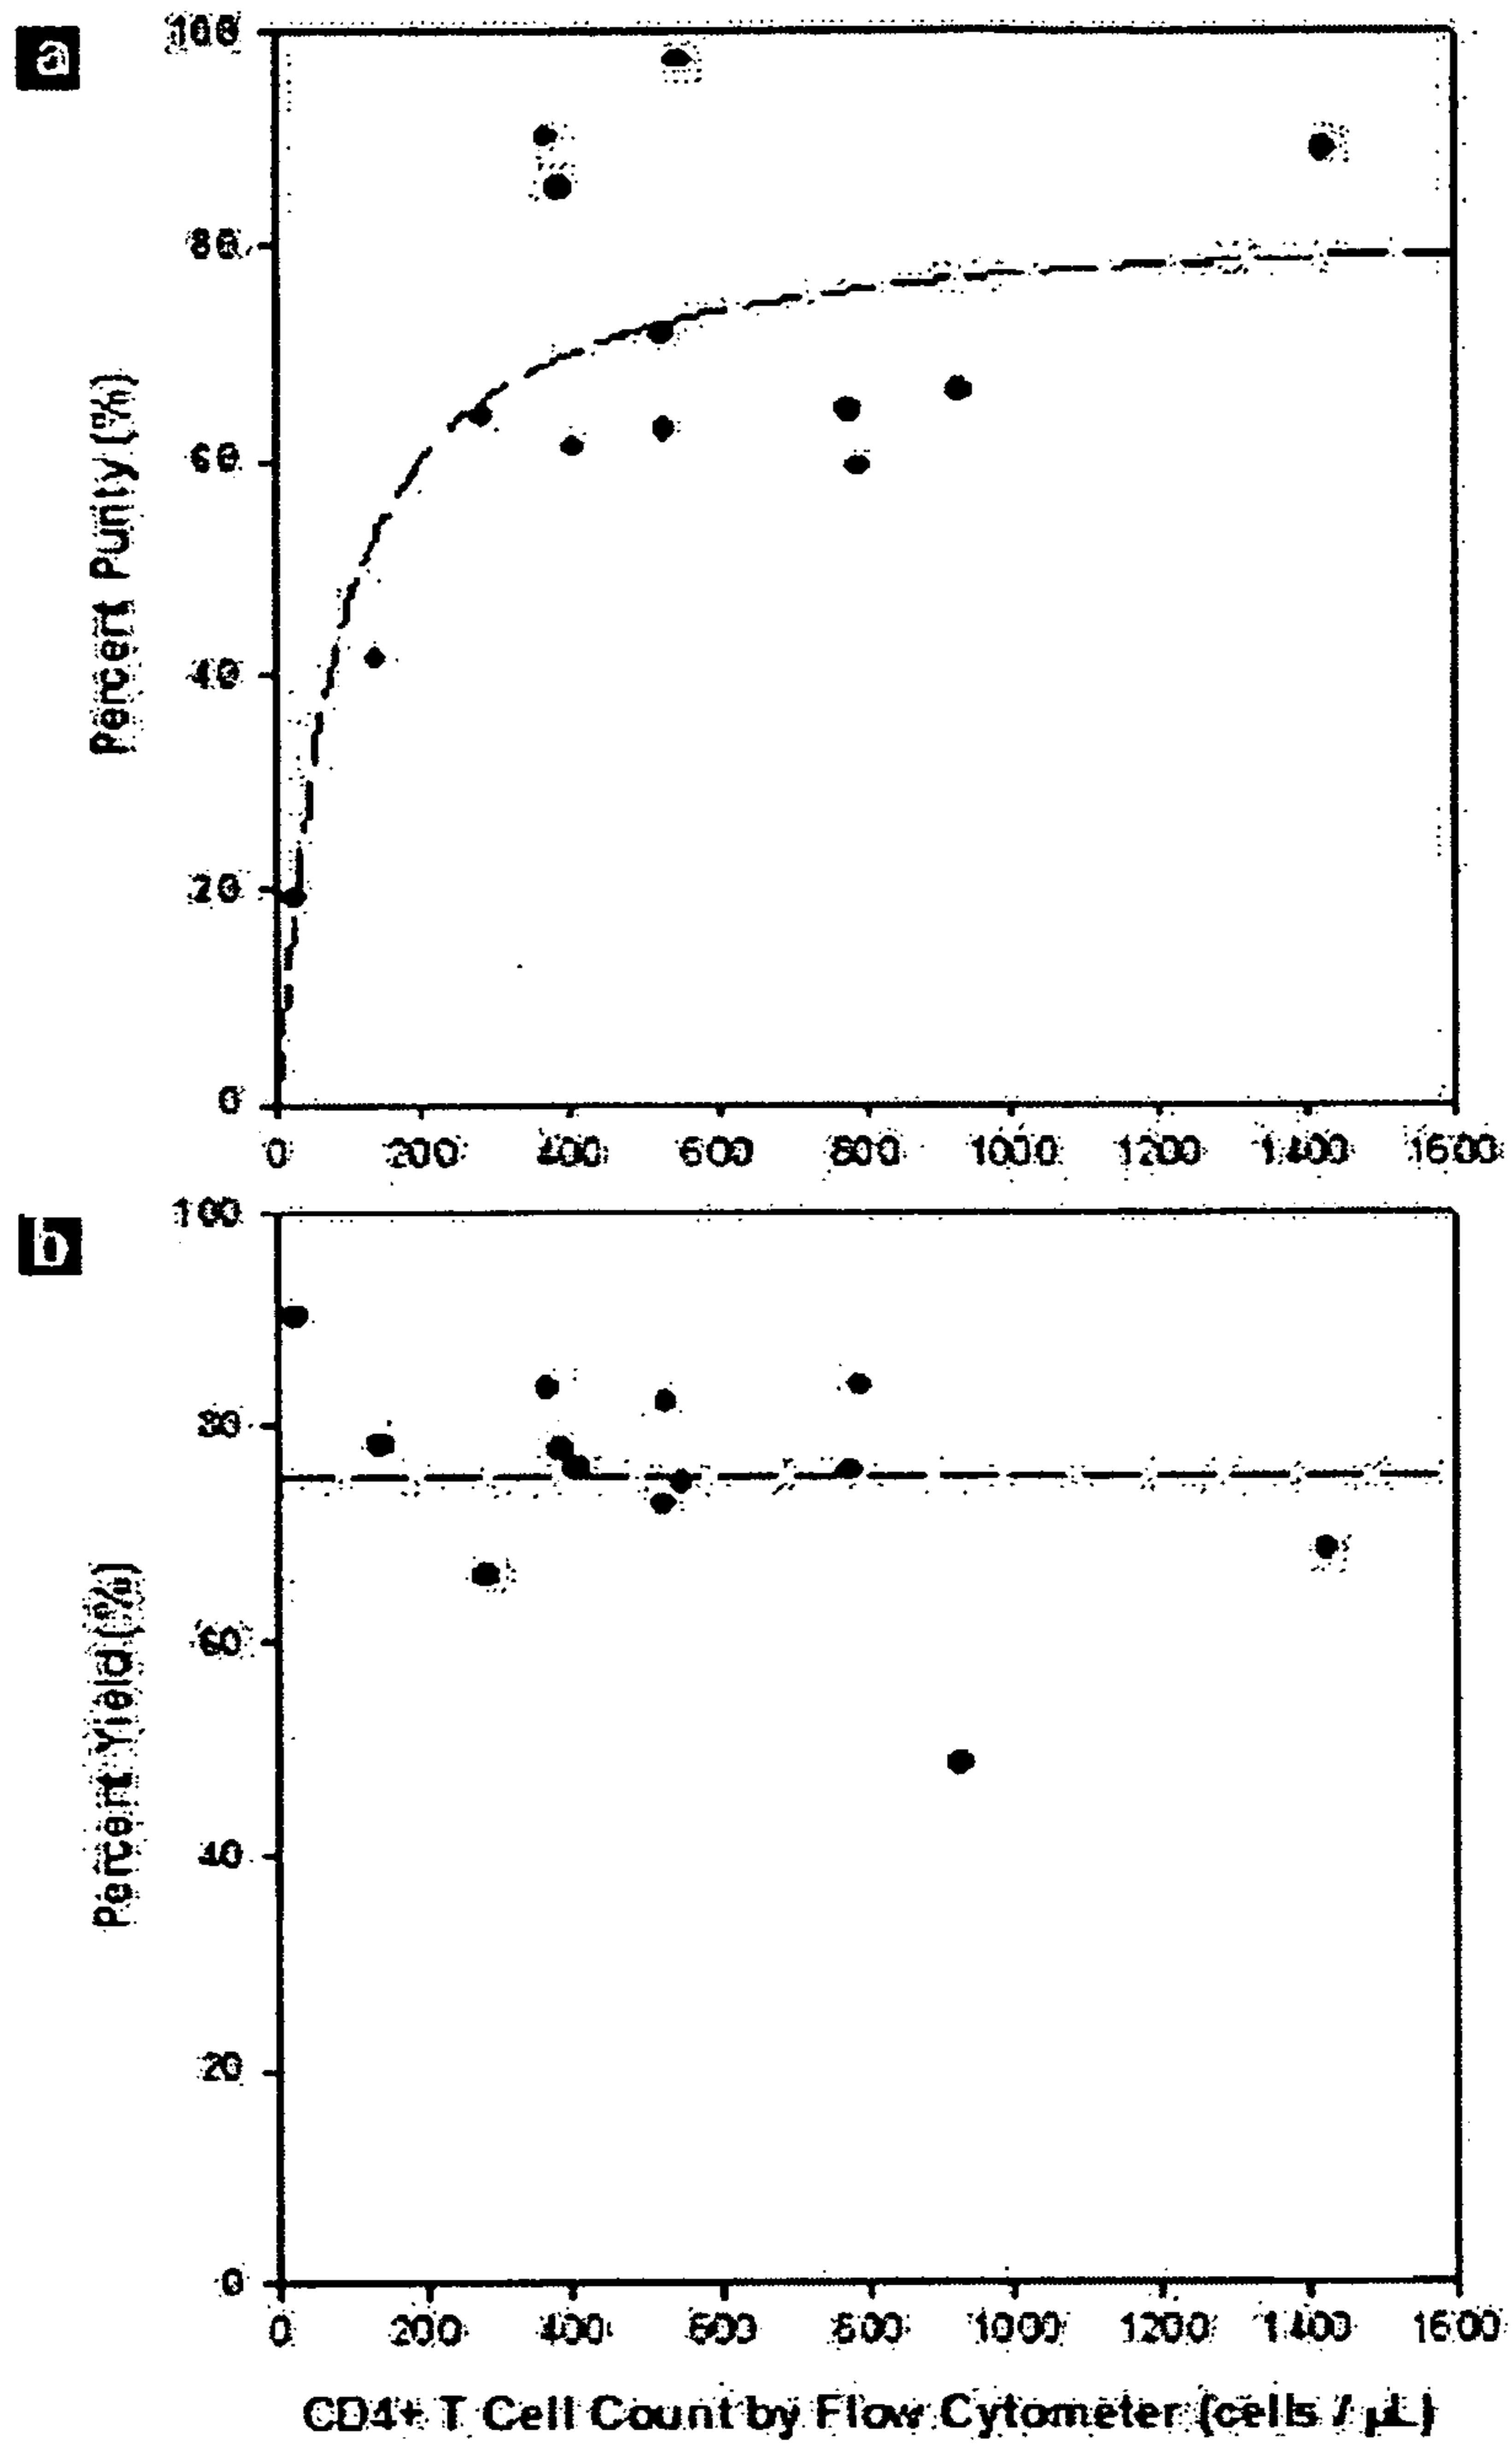 a
100
80
60
40
20
0
Percent Purity (%)
0 200 400 600 800 1000 1200 1400 1600
b
100
80
60
40
20
0
Percent Yield (%)
0 200 400 600 800 1000 1200 1400 1600
CD4+ T Cell Count by Flow Cytometer (cells / µL)